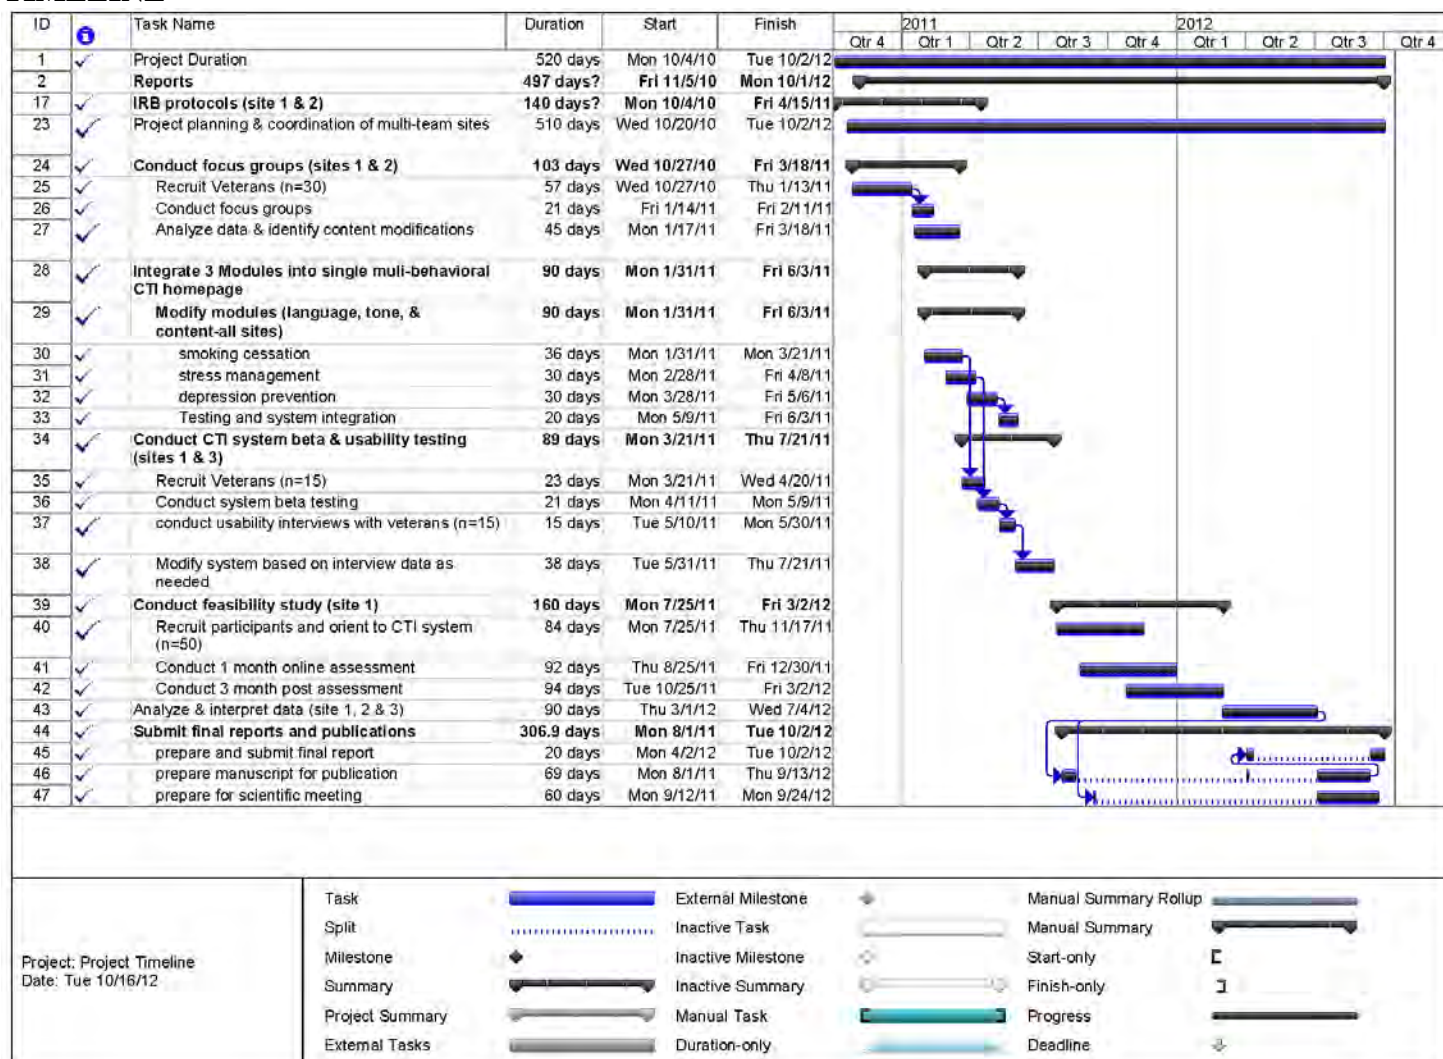 ID Task Name Duration Start Finish 2011 2012
Qtr 4 Qtr 1 Qtr 2 Qtr 3 Qtr 4 Qtr 1 Qtr 2 Qtr 3 Qtr 4
1 Project Duration 520 days Mon 10/4/10 Tue 10/2/12
2 Reports 497 days? Fri 11/5/10 Mon 10/1/12
17 IRB protocols (site 1 & 2) 140 days? Mon 10/4/10 Fri 4/15/11
23 Project planning & coordination of multi-team sites 510 days Wed 10/20/10 Tue 10/2/12
24 Conduct focus groups (sites 1 & 2) 103 days Wed 10/27/10 Fri 3/18/11
25 Recruit Veterans (n=30) 57 days Wed 10/27/10 Thu 1/13/11
26 Conduct focus groups 21 days Fri 1/14/11 Fri 2/11/11
27 Analyze data & identify content modifications 45 days Mon 1/17/11 Fri 3/18/11
28 Integrate 3 Modules into single muli-behavioral 90 days Mon 1/31/11 Fri 6/3/11
CTI homepage
29 Modify modules (language, tone, & 90 days Mon 1/31/11 Fri 6/3/11
content-all sites)
30 smoking cessation 36 days Mon 1/31/11 Mon 3/21/11
31 stress management 30 days Mon 2/28/11 Fri 4/8/11
32 depression prevention 30 days Mon 3/28/11 Fri 5/6/11
33 Testing and system integration 20 days Mon 5/9/11 Fri 6/3/11
34 Conduct CTI system beta & usability testing 89 days Mon 3/21/11 Thu 7/21/11
(sites 1 & 3)
35 Recruit Veterans (n=15) 23 days Mon 3/21/11 Wed 4/20/11
36 Conduct system beta testing 21 days Mon 4/11/11 Mon 5/9/11
37 conduct usability interviews with veterans (n=15) 15 days Tue 5/10/11 Mon 5/30/11
38 Modify system based on interview data as 38 days Tue 5/31/11 Thu 7/21/11
needed
39 Conduct feasibility study (site 1) 160 days Mon 7/25/11 Fri 3/2/12
40 Recruit participants and orient to CTI system 84 days Mon 7/25/11 Thu 11/17/11
(n=50)
41 Conduct 1 month online assessment 92 days Thu 8/25/11 Fri 12/30/11
42 Conduct 3 month post assessment 94 days Tue 10/25/11 Fri 3/2/12
43 Analyze & interpret data (site 1, 2 & 3) 90 days Thu 3/1/12 Wed 7/4/12
44 Submit final reports and publications 306.9 days Mon 8/1/11 Tue 10/2/12
45 prepare and submit final report 20 days Mon 4/2/12 Tue 10/2/12
46 prepare manuscript for publication 69 days Mon 8/1/11 Thu 9/13/12
47 prepare for scientific meeting 60 days Mon 9/12/11 Mon 9/24/12
Project: Project Timeline
Date: Tue 10/16/12
Task External Milestone Manual Summary Rollup
Split Inactive Task Manual Summary
Milestone Inactive Milestone Start-only
Summary Inactive Summary Finish-only
Project Summary Manual Task Progress
External Tasks Duration-only Deadline